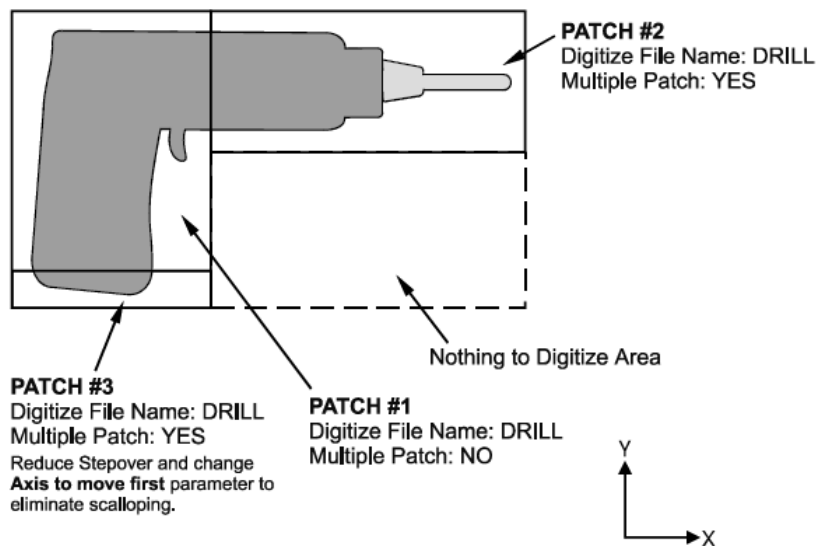 PATCH #2
Digitize File Name: DRILL
Multiple Patch: YES
Nothing to Digitize Area
PATCH #3
Digitize File Name: DRILL
Multiple Patch: YES
Reduce Stepover and change
Axis to move first parameter to
eliminate scalloping.
PATCH #1
Digitize File Name: DRILL
Multiple Patch: NO
Y
X